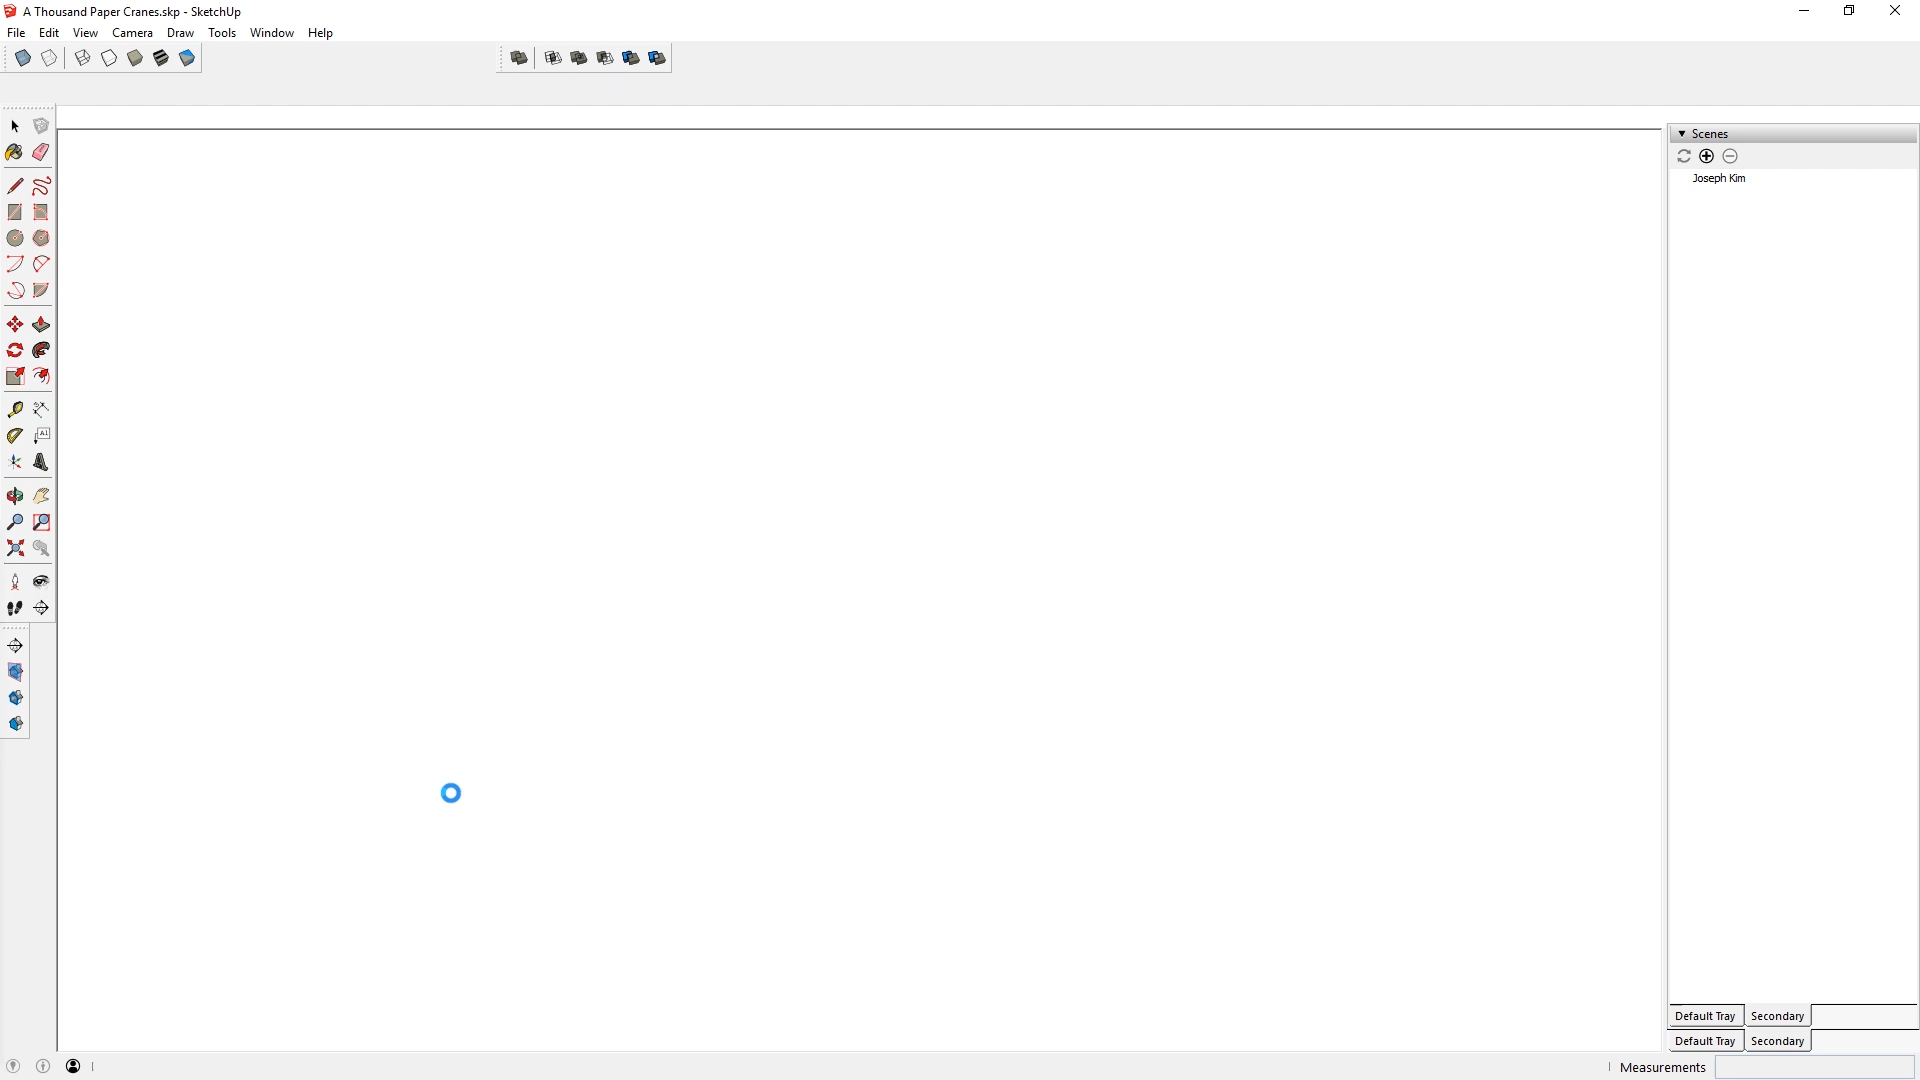 A Thousand Paper Cranes.skp - SketchUp
File Edit View Camera Draw Tools Window Help
Scenes
Joseph Kim
A1
Default Tray Secondary
Default Tray Secondary
Measurements